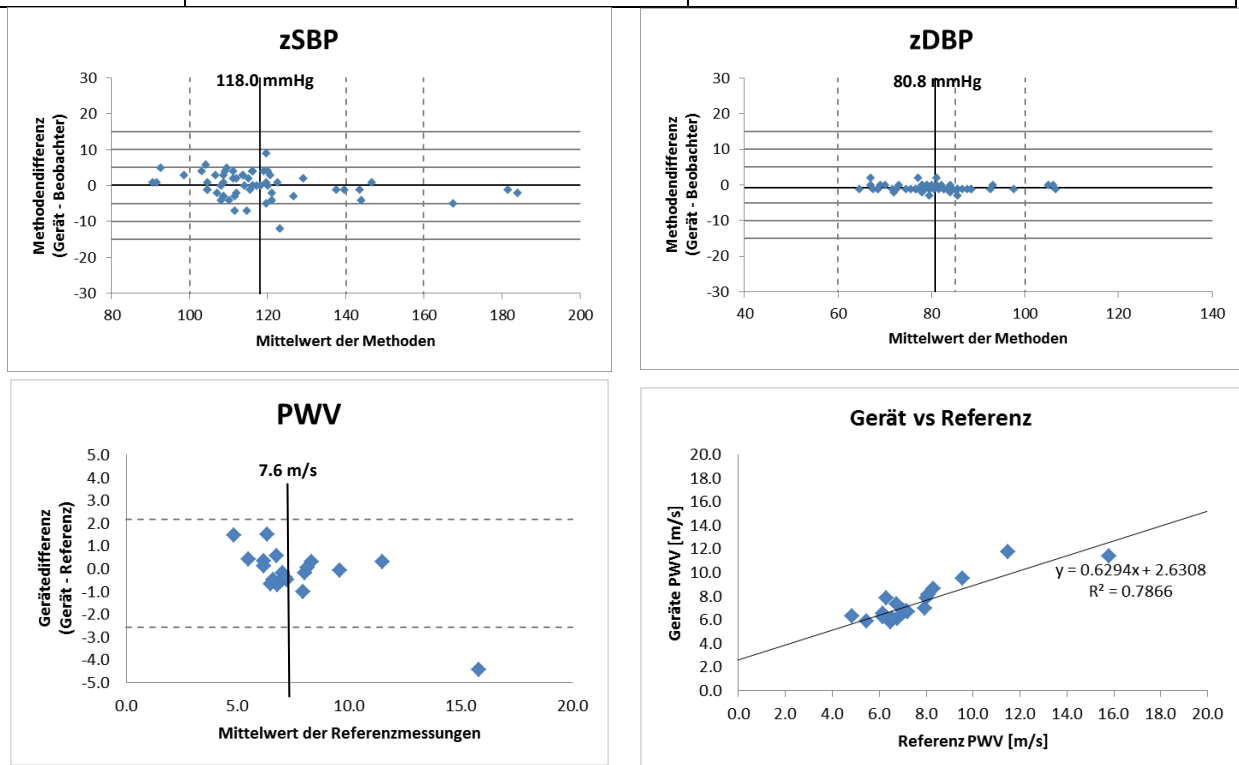 zSBP
118.0 mmHg
Methodendifferenz
(Gerät - Beobachter)
30
20
10
0
-10
-20
-30
80 100 120 140 160 180 200
Mittelwert der Methoden
zDBP
80.8 mmHg
Methodendifferenz
(Gerät - Beobachter)
30
20
10
0
-10
-20
-30
40 60 80 100 120 140
Mittelwert der Methoden
PWV
7.6 m/s
Gerätedifferenz
(Gerät - Referenz)
5.0
4.0
3.0
2.0
1.0
0.0
-1.0
-2.0
-3.0
-4.0
-5.0
0.0 5.0 10.0 15.0 20.0
Mittelwert der Referenzmessungen
Gerät vs Referenz
Geräte PWV [m/s]
20.0
18.0
16.0
14.0
12.0
10.0
8.0
6.0
4.0
2.0
0.0
y = 0.6294x + 2.6308
R² = 0.7866
0.0 2.0 4.0 6.0 8.0 10.0 12.0 14.0 16.0 18.0 20.0
Referenz PWV [m/s]